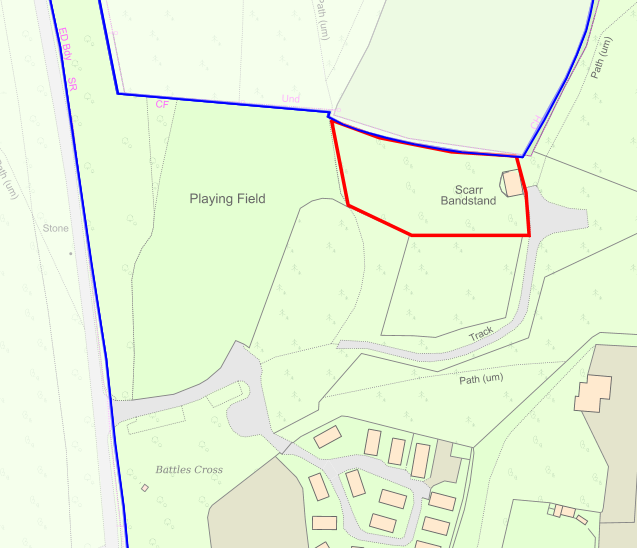 Path (um)
ED Bdy
SR
CF
Und
Path (um)
CH
Path (um)
Playing Field
Scarr
Bandstand
Stone
Track
Path (um)
Battles Cross